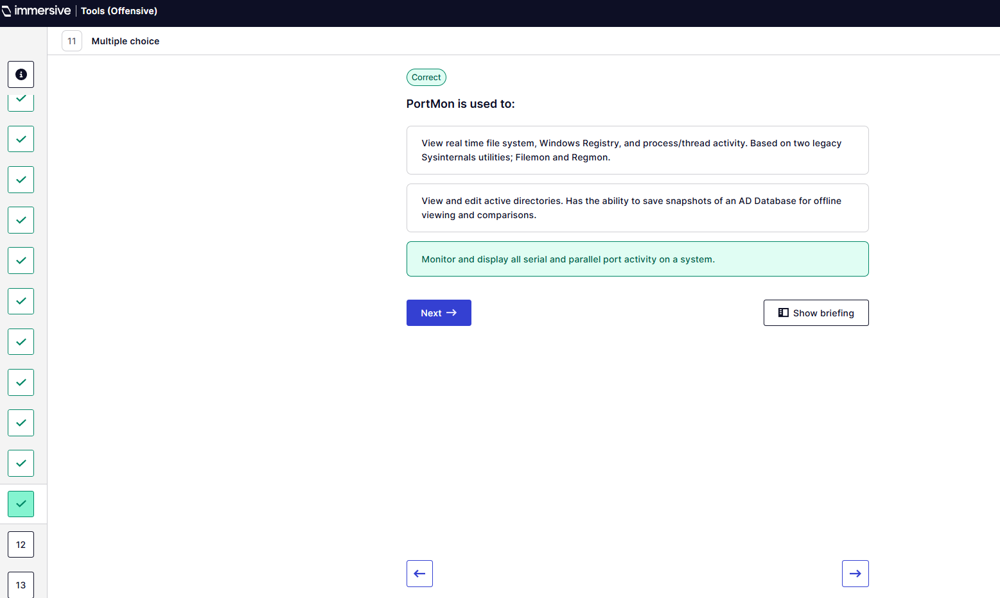 immersive Tools (Offensive)
11 Multiple choice
Correct
PortMon is used to:
View real time file system, Windows Registry, and process/thread activity. Based on two legacy
Sysinternals utilities; Filemon and Regmon.
View and edit active directories. Has the ability to save snapshots of an AD Database for offline
viewing and comparisons.
Monitor and display all serial and parallel port activity on a system.
Next
Show briefing
12
13